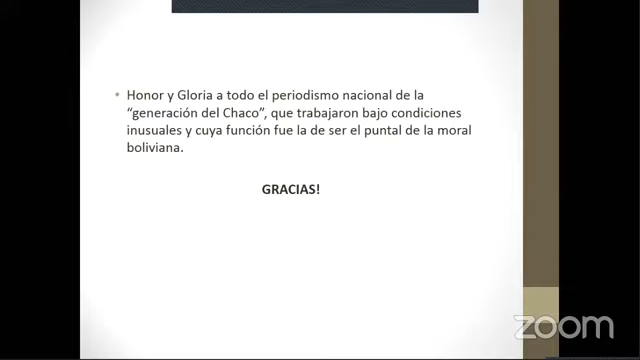 • Honor y Gloria a todo el periodismo nacional de la
“generación del Chaco”, que trabajaron bajo condiciones
inusuales y cuya función fue la de ser el puntal de la moral
boliviana.
GRACIAS!
zoom